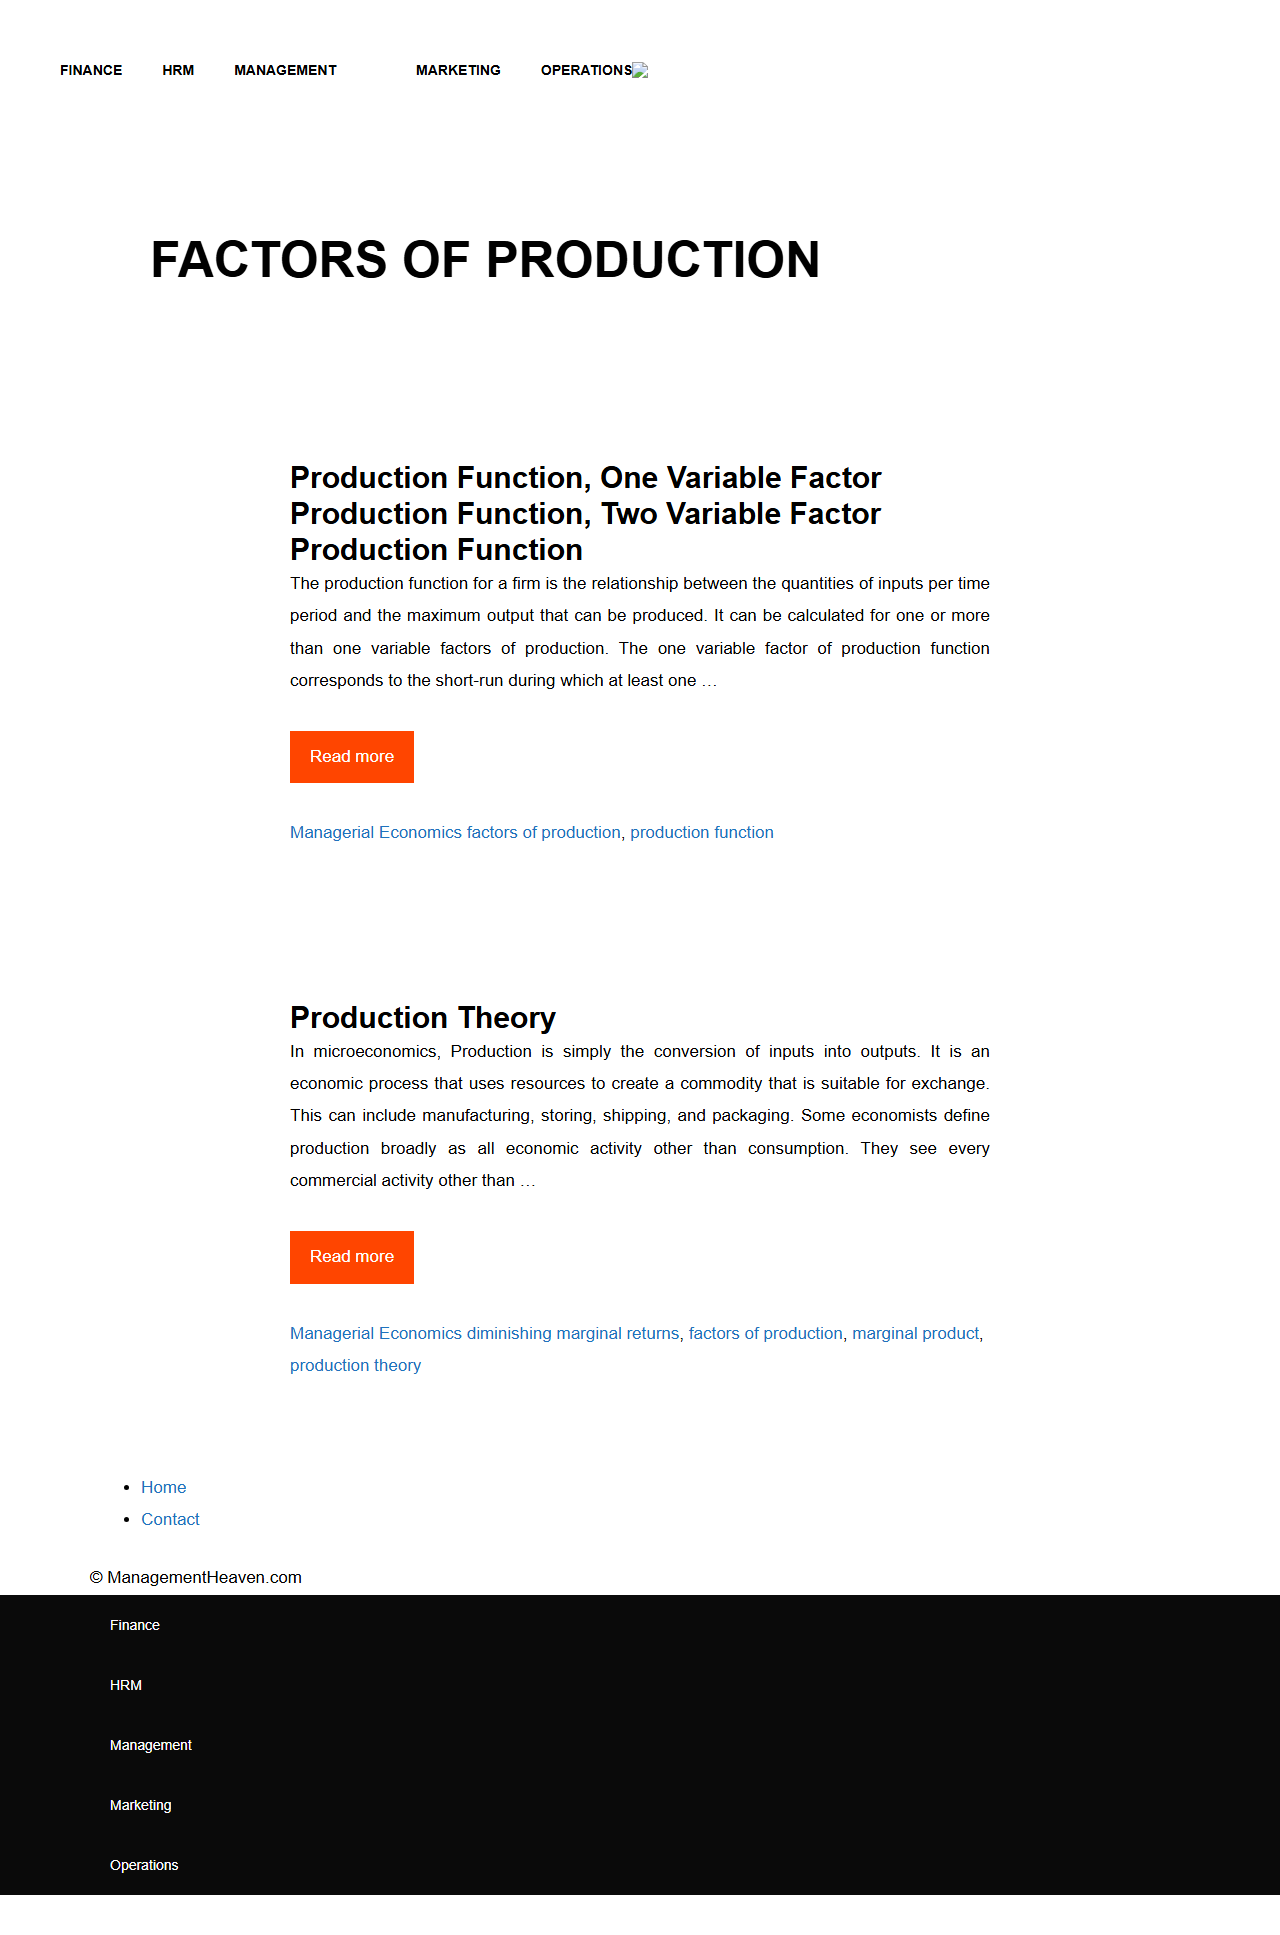 FINANCE HRM MANAGEMENT MARKETING OPERATIONS
FACTORS OF PRODUCTION
Production Function, One Variable Factor
Production Function, Two Variable Factor
Production Function
The production function for a firm is the relationship between the quantities of inputs per time
period and the maximum output that can be produced. It can be calculated for one or more
than one variable factors of production. The one variable factor of production function
corresponds to the short-run during which at least one …
Read more
Managerial Economics factors of production, production function
Production Theory
In microeconomics, Production is simply the conversion of inputs into outputs. It is an
economic process that uses resources to create a commodity that is suitable for exchange.
This can include manufacturing, storing, shipping, and packaging. Some economists define
production broadly as all economic activity other than consumption. They see every
commercial activity other than …
Read more
Managerial Economics diminishing marginal returns, factors of production, marginal product,
production theory
• Home
• Contact
© ManagementHeaven.com
Finance
HRM
Management
Marketing
Operations